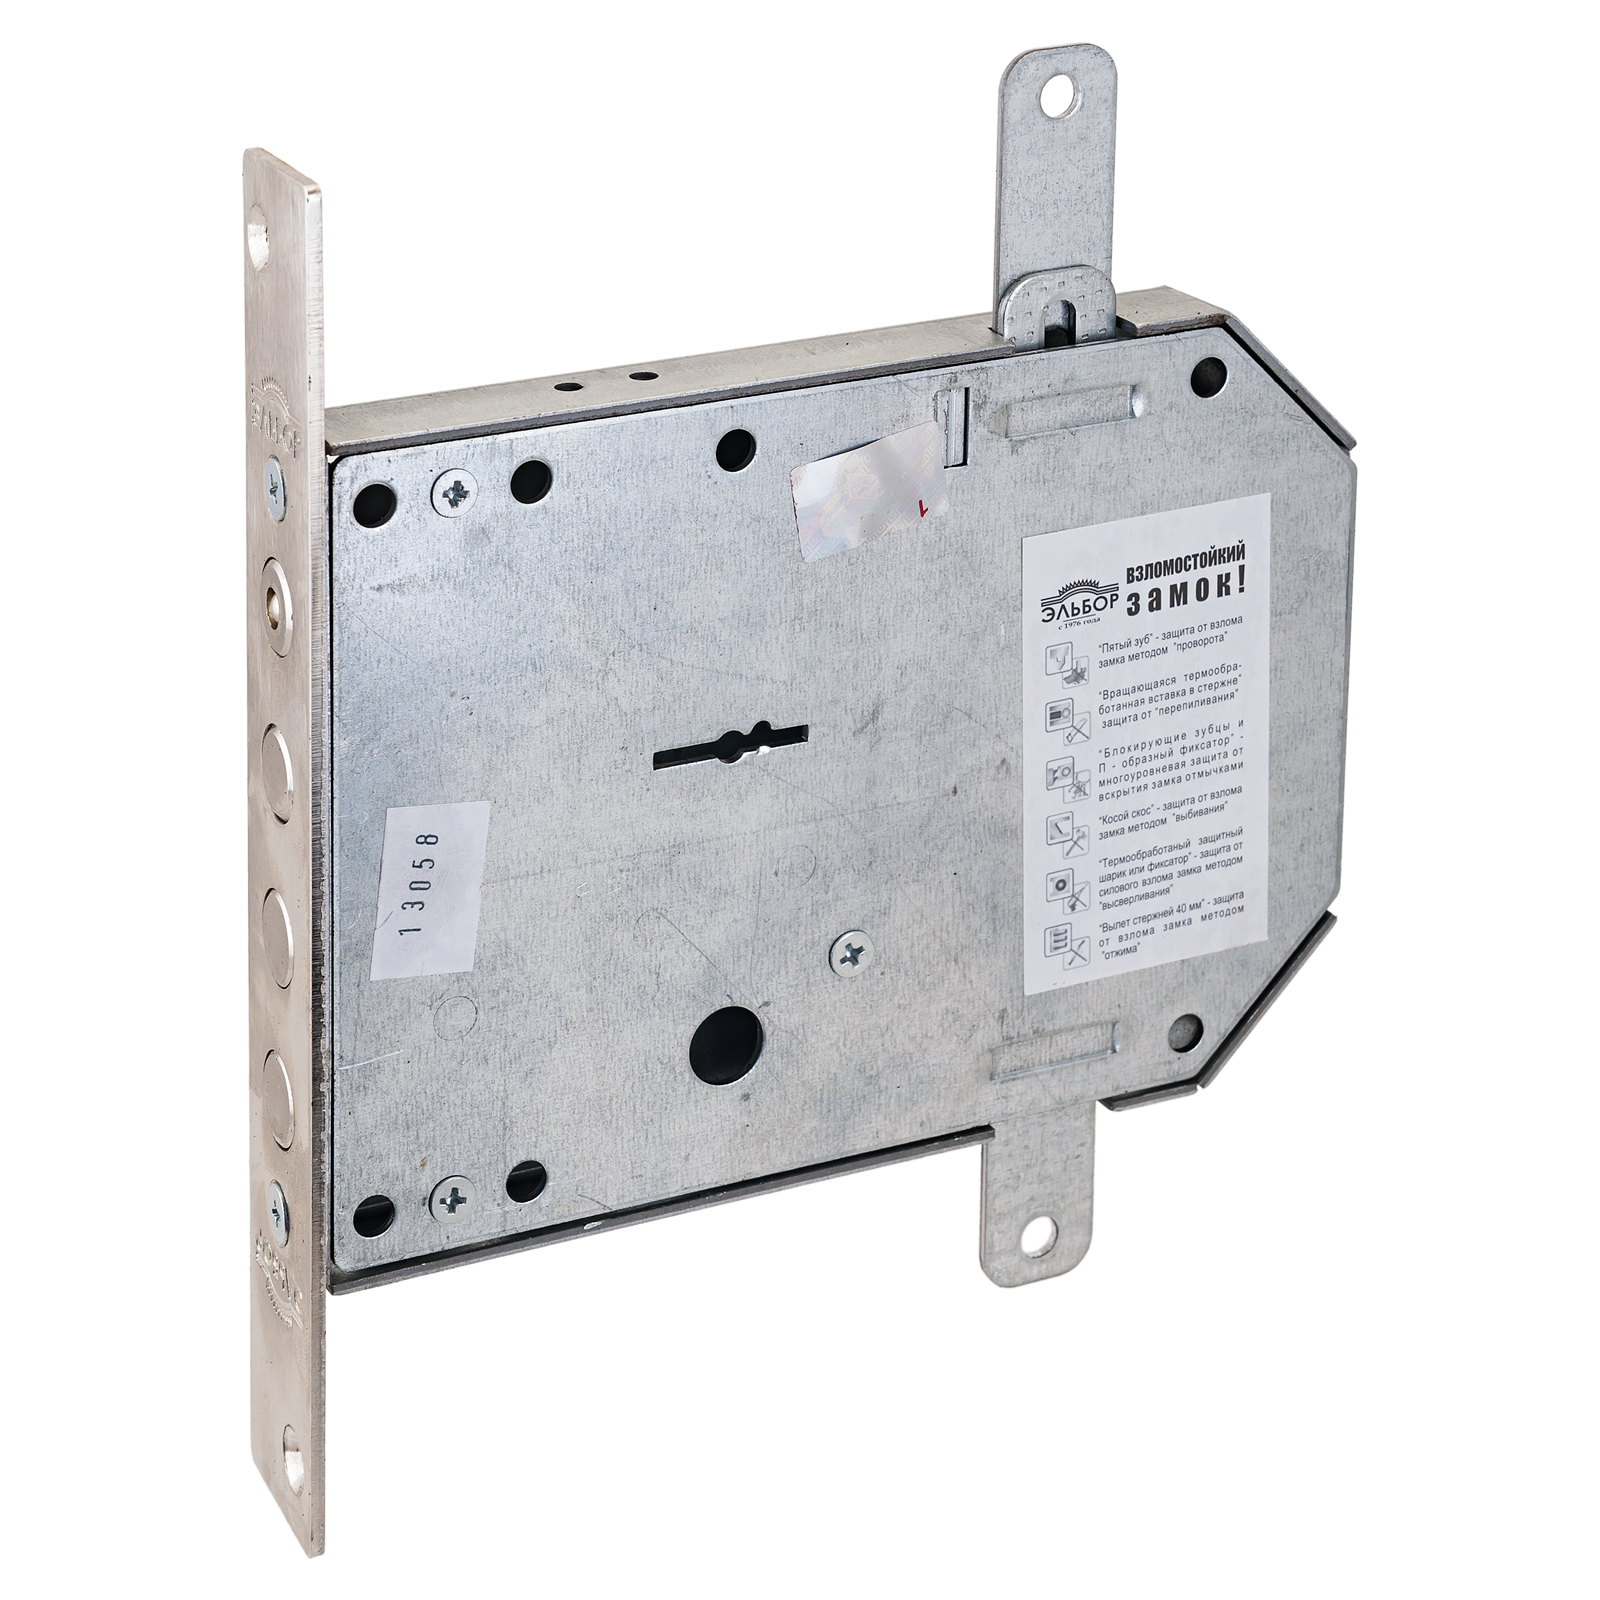 ЭЛЬБОР
1
ВЗЛОМОСТОЙКИЙ
ЗАМОК!
ЭЛЬБОР
с 1976 года
"Пятый зуб" - защита от взлома
замка методом "проворота"
"Вращающаяся термообра-
ботанная вставка в стержне"
защита от "перепиливания"
"Блокирующие зубцы и
П - образный фиксатор" -
многоуровневая защита от
вскрытия замка отмычками
"Косой скос" - защита от взлома
замка методом "выбивания"
"Термообработаный защитный
шарик или фиксатор" - защита от
силового взлома замка методом
"высверливания"
"Вылет стержней 40 мм" - защита
от взлома замка методом
"отжима"
13058